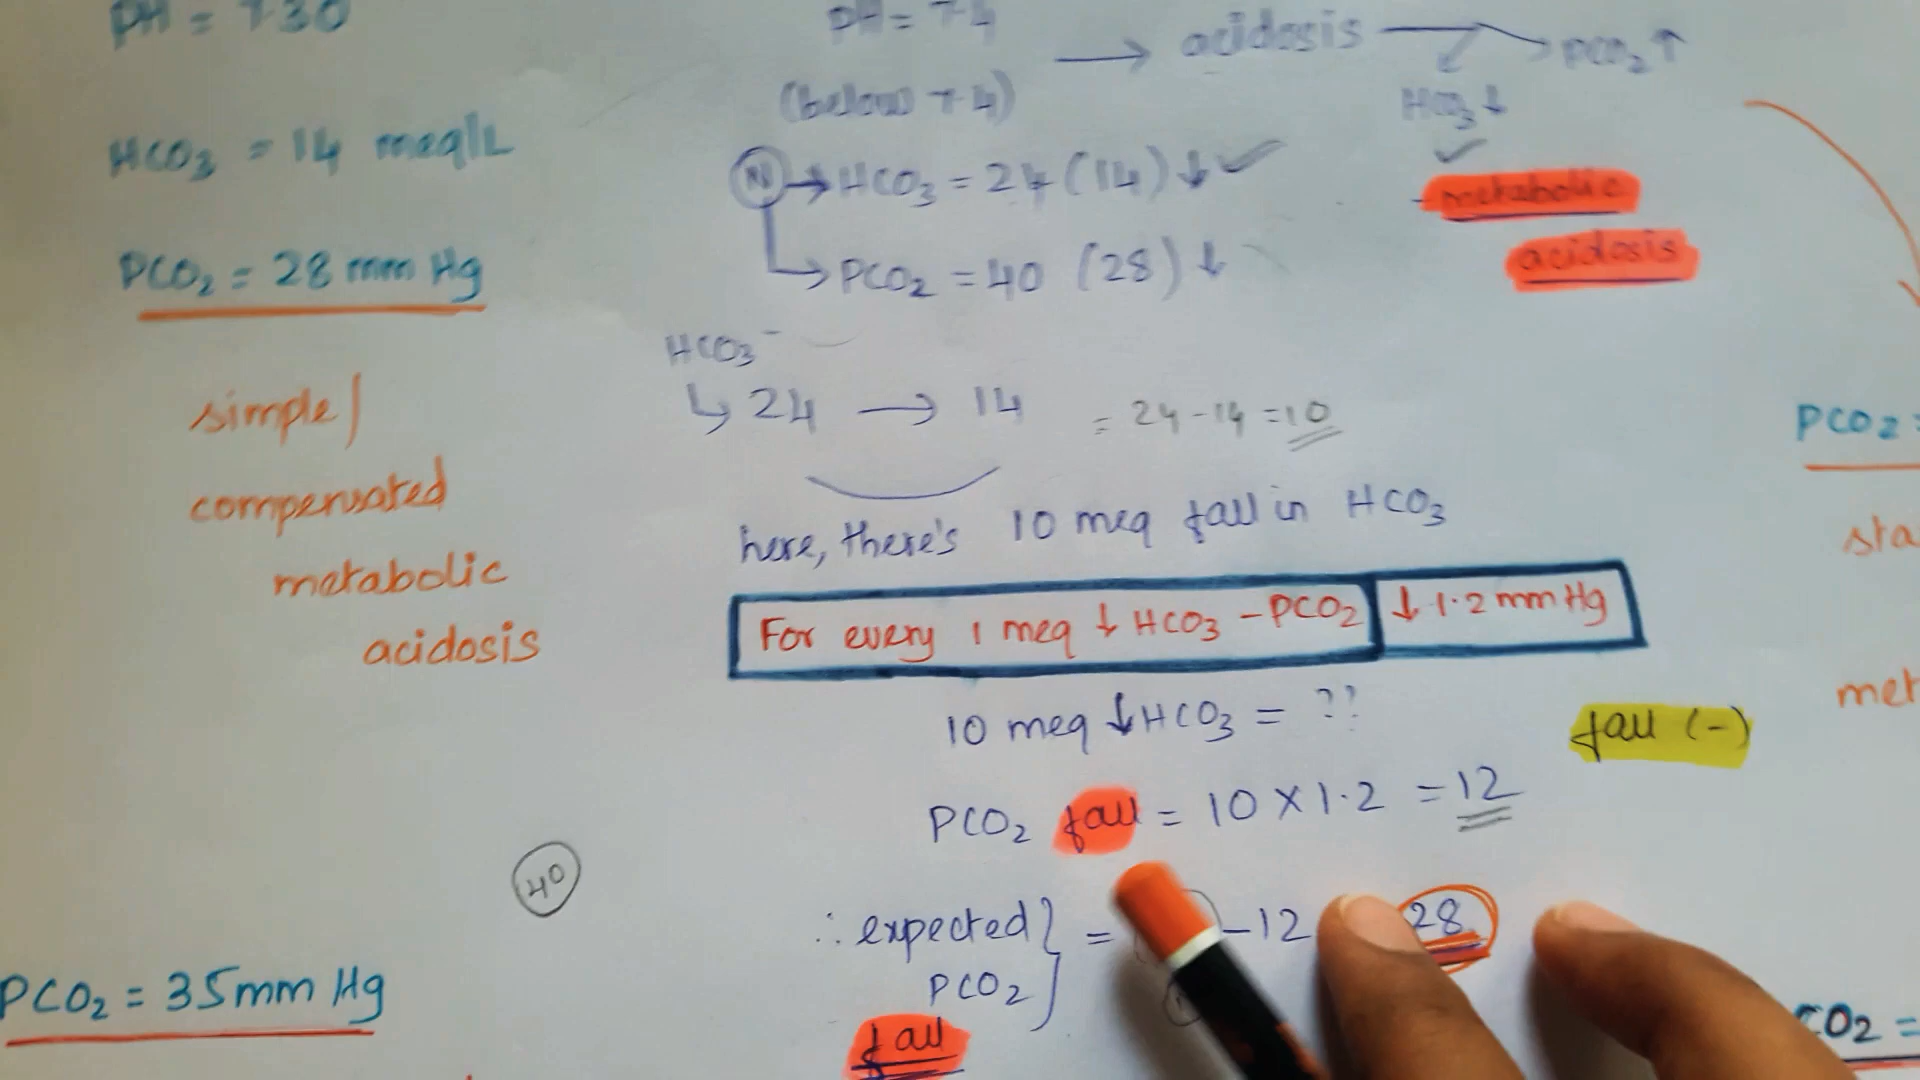 PH = 7.30
HCO3 = 14 meq/L
PCO2 = 28 mm Hg
simple/
compensated
metabolic
acidosis
40
PCO2 = 35mm Hg
PH = 7.4
(below 7.4)
→ acidosis → PCO2 ↑
HCO3 ↓
✓
metabolic
acidosis
N → HCO3 = 24 (14) ↓ ✓
→ PCO2 = 40 (28) ↓
HCO3⁻
↳ 24 → 14 = 24-14 = 10
here, there's 10 meq fall in HCO3
For every 1 meq ↓ HCO3 - PCO2 ↓ 1.2 mm Hg
10 meq ↓ HCO3 = ??
fall (-)
PCO2 fall = 10 X 1.2 = 12
∴ expected } = -12 28
PCO2
fall
PCO2 =
sta
met
CO2 =